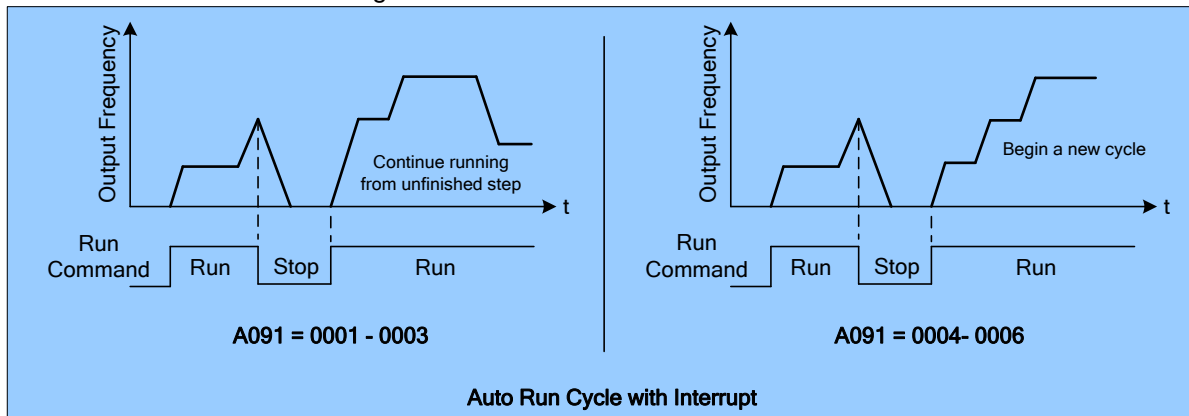 Output Frequency
Continue running
from unfinished step
t
Run
Command
Run
Stop
Run
A091 = 0001 - 0003
Output Frequency
Begin a new cycle
t
Run
Command
Run
Stop
Run
A091 = 0004- 0006
Auto Run Cycle with Interrupt